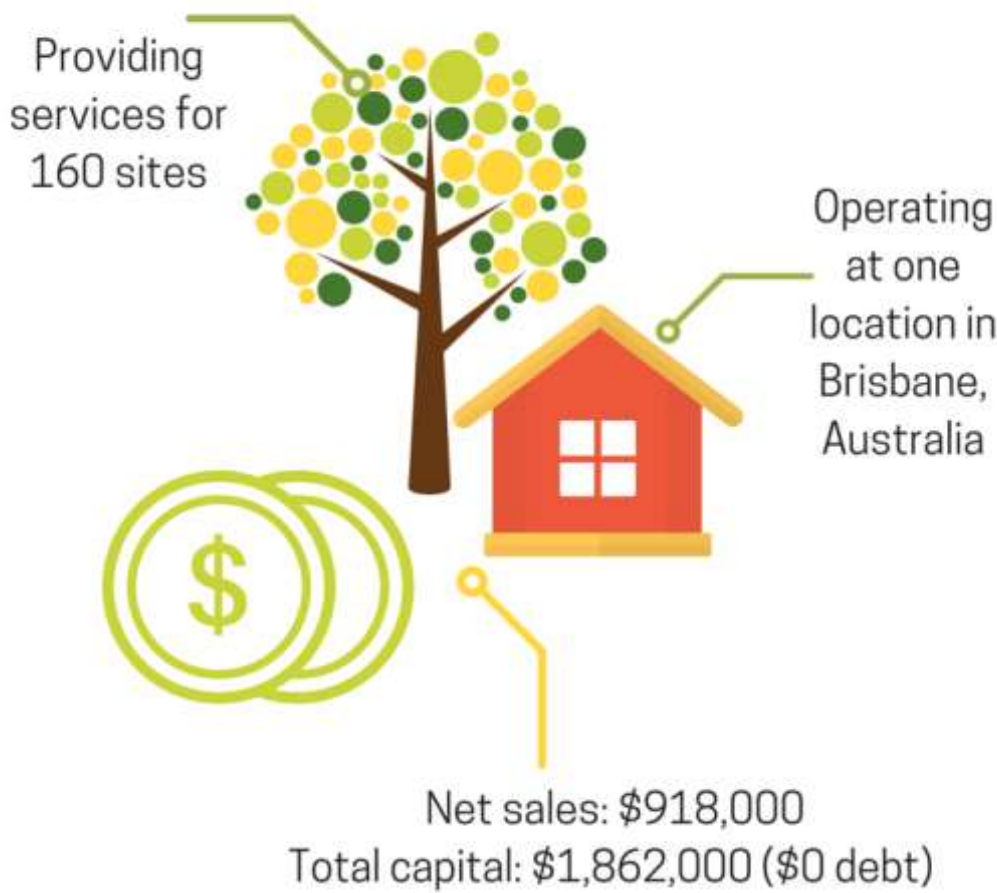 Providing
services for
160 sites
Operating
at one
location in
Brisbane,
Australia
$
Net sales: $918,000
Total capital: $1,862,000 ($0 debt)